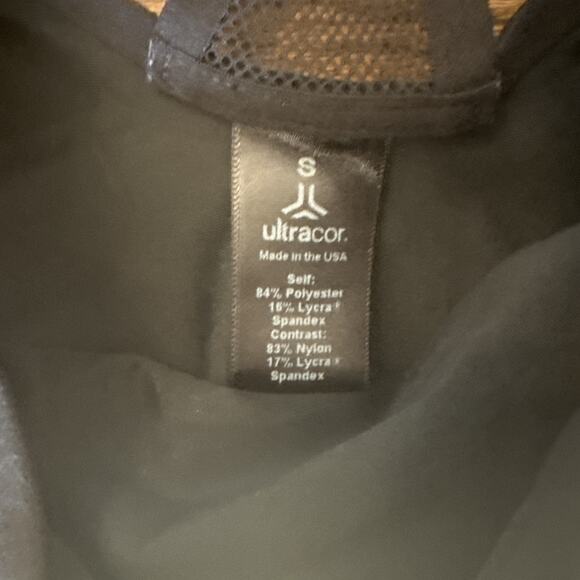 S
ultracor.
Made in the USA
Self:
84% Polyester
16% Lycra®
Spandex
Contrast:
83% Nylon
17% Lycra®
Spandex